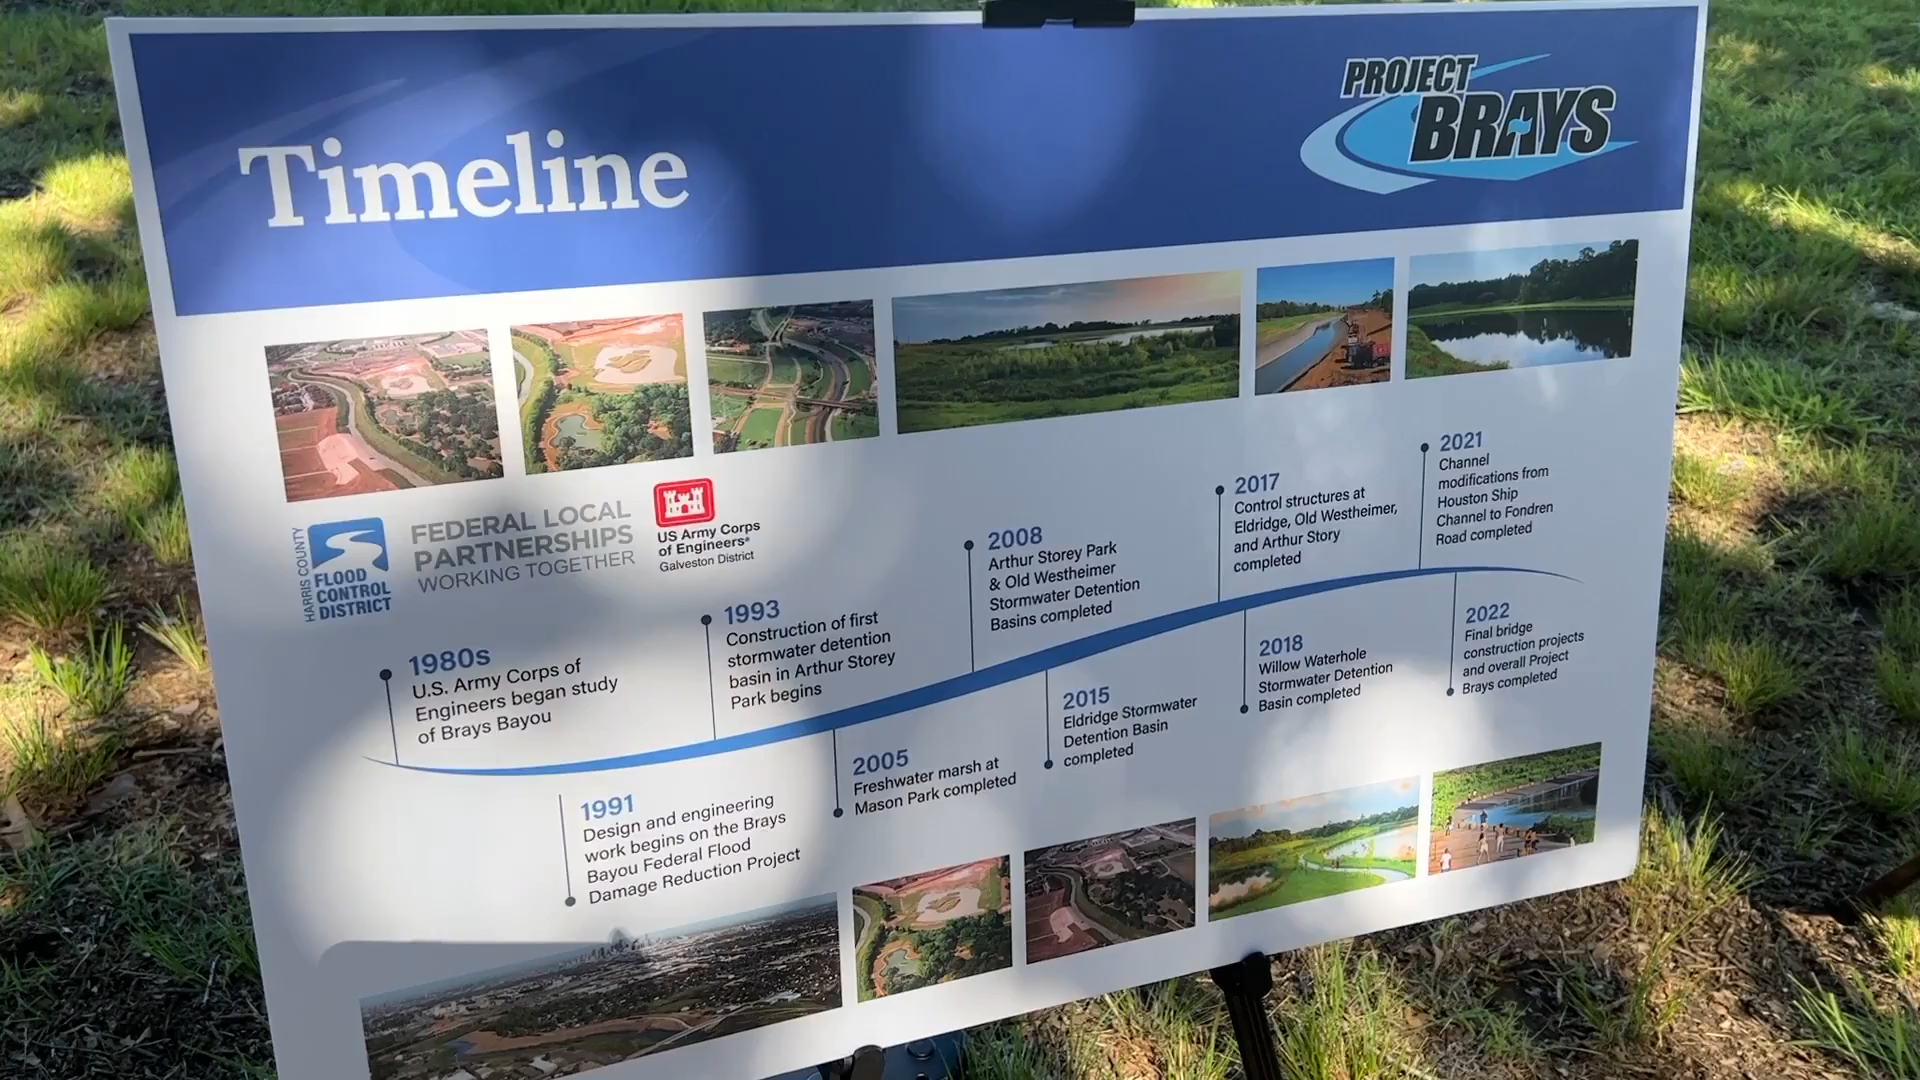 Timeline
PROJECT
BRAYS
HARRIS COUNTY
FLOOD
CONTROL
DISTRICT
FEDERAL LOCAL
PARTNERSHIPS
WORKING TOGETHER
US Army Corps
of Engineers®
Galveston District
1980s
U.S. Army Corps of
Engineers began study
of Brays Bayou
1991
Design and engineering
work begins on the Brays
Bayou Federal Flood
Damage Reduction Project
1993
Construction of first
stormwater detention
basin in Arthur Storey
Park begins
2005
Freshwater marsh at
Mason Park completed
2008
Arthur Storey Park
& Old Westheimer
Stormwater Detention
Basins completed
2015
Eldridge Stormwater
Detention Basin
completed
2017
Control structures at
Eldridge, Old Westheimer,
and Arthur Story
completed
2018
Willow Waterhole
Stormwater Detention
Basin completed
2021
Channel
modifications from
Houston Ship
Channel to Fondren
Road completed
2022
Final bridge
construction projects
and overall Project
Brays completed